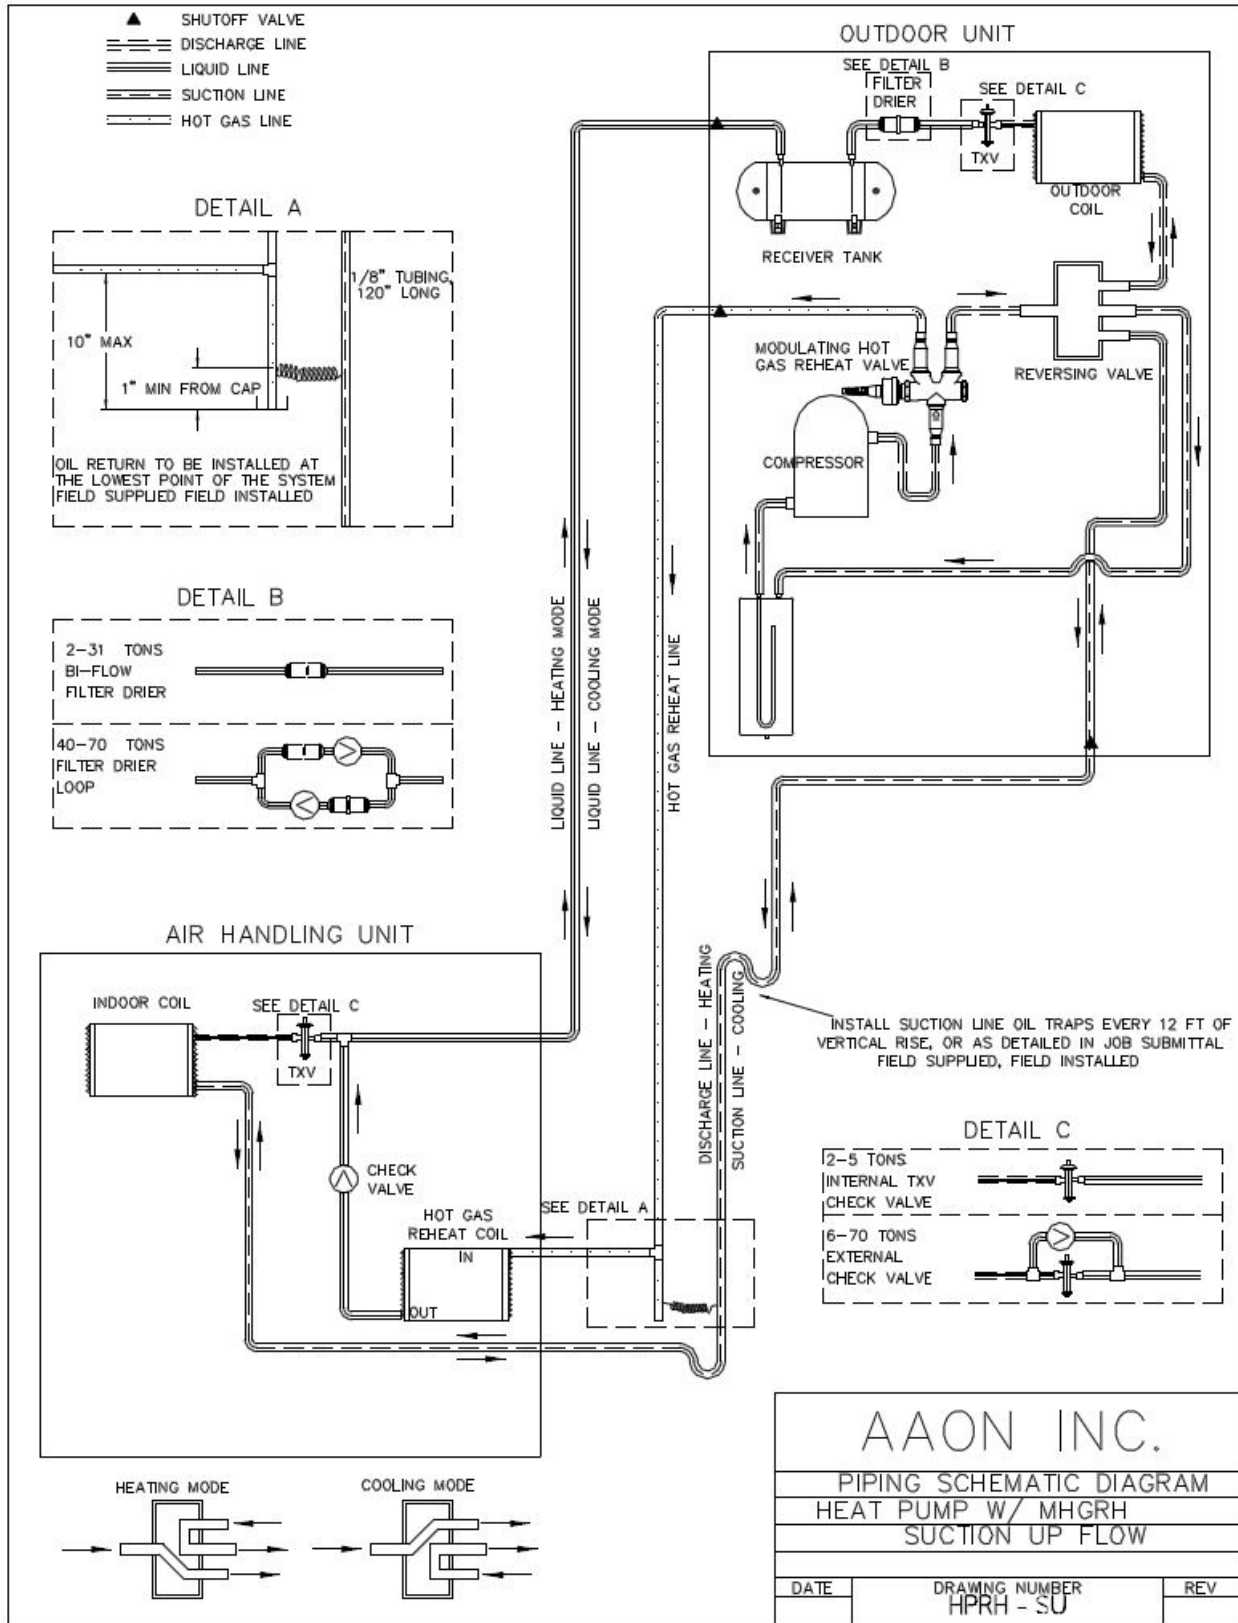 SHUTOFF VALVE
DISCHARGE LINE
LIQUID LINE
SUCTION LINE
HOT GAS LINE
OUTDOOR UNIT
SEE DETAIL B
FILTER
DRIER
SEE DETAIL C
TXV
OUTDOOR
COIL
RECEIVER TANK
MODULATING HOT
GAS REHEAT VALVE
REVERSING VALVE
COMPRESSOR
DETAIL A
1/8" TUBING,
120" LONG
10" MAX
1" MIN FROM CAP
OIL RETURN TO BE INSTALLED AT
THE LOWEST POINT OF THE SYSTEM
FIELD SUPPLIED FIELD INSTALLED
DETAIL B
2-31 TONS
BI-FLOW
FILTER DRIER
40-70 TONS
FILTER DRIER
LOOP
LIQUID LINE - HEATING MODE
LIQUID LINE - COOLING MODE
HOT GAS REHEAT LINE
AIR HANDLING UNIT
INDOOR COIL
SEE DETAIL C
TXV
CHECK
VALVE
HOT GAS
REHEAT COIL
IN
OUT
SEE DETAIL A
DISCHARGE LINE - HEATING
SUCTION LINE - COOLING
INSTALL SUCTION LINE OIL TRAPS EVERY 12 FT OF
VERTICAL RISE, OR AS DETAILED IN JOB SUBMITTAL
FIELD SUPPLIED, FIELD INSTALLED
DETAIL C
2-5 TONS
INTERNAL TXV
CHECK VALVE
6-70 TONS
EXTERNAL
CHECK VALVE
HEATING MODE
COOLING MODE
AAON INC.
PIPING SCHEMATIC DIAGRAM
HEAT PUMP W/ MHGRH
SUCTION UP FLOW
DATE
DRAWING NUMBER
HPRH - SU
REV